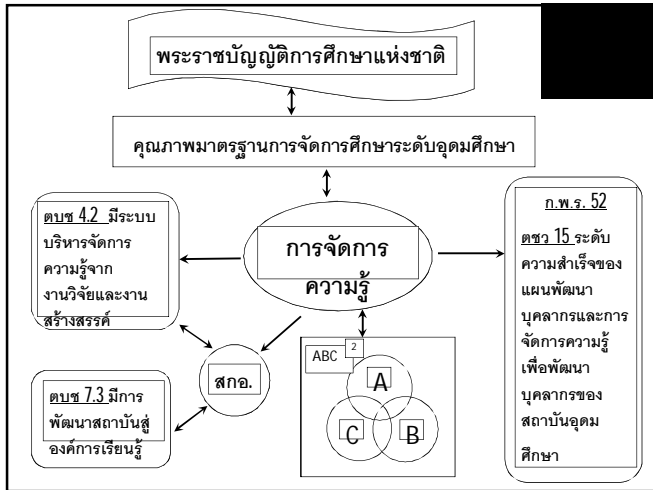 พระราชบัญญัติการศึกษาแห่งชาติ
คุณภาพมาตรฐานการจัดการศึกษาระดับอุดมศึกษา
ตบช 4.2 มีระบบ
บริหารจัดการ
ความรู้จาก
งานวิจัยและงาน
สร้างสรรค์
การจัดการ
ความรู้
ก.พ.ร. 52
ตชว 15 ระดับ
ความสำเร็จของ
แผนพัฒนา
บุคลากรและการ
จัดการความรู้
เพื่อพัฒนา
บุคลากรของ
สถาบันอุดม
ศึกษา
สกอ.
ตบช 7.3 มีการ
พัฒนาสถาบันสู่
องค์การเรียนรู้
ABC 2
A
C B